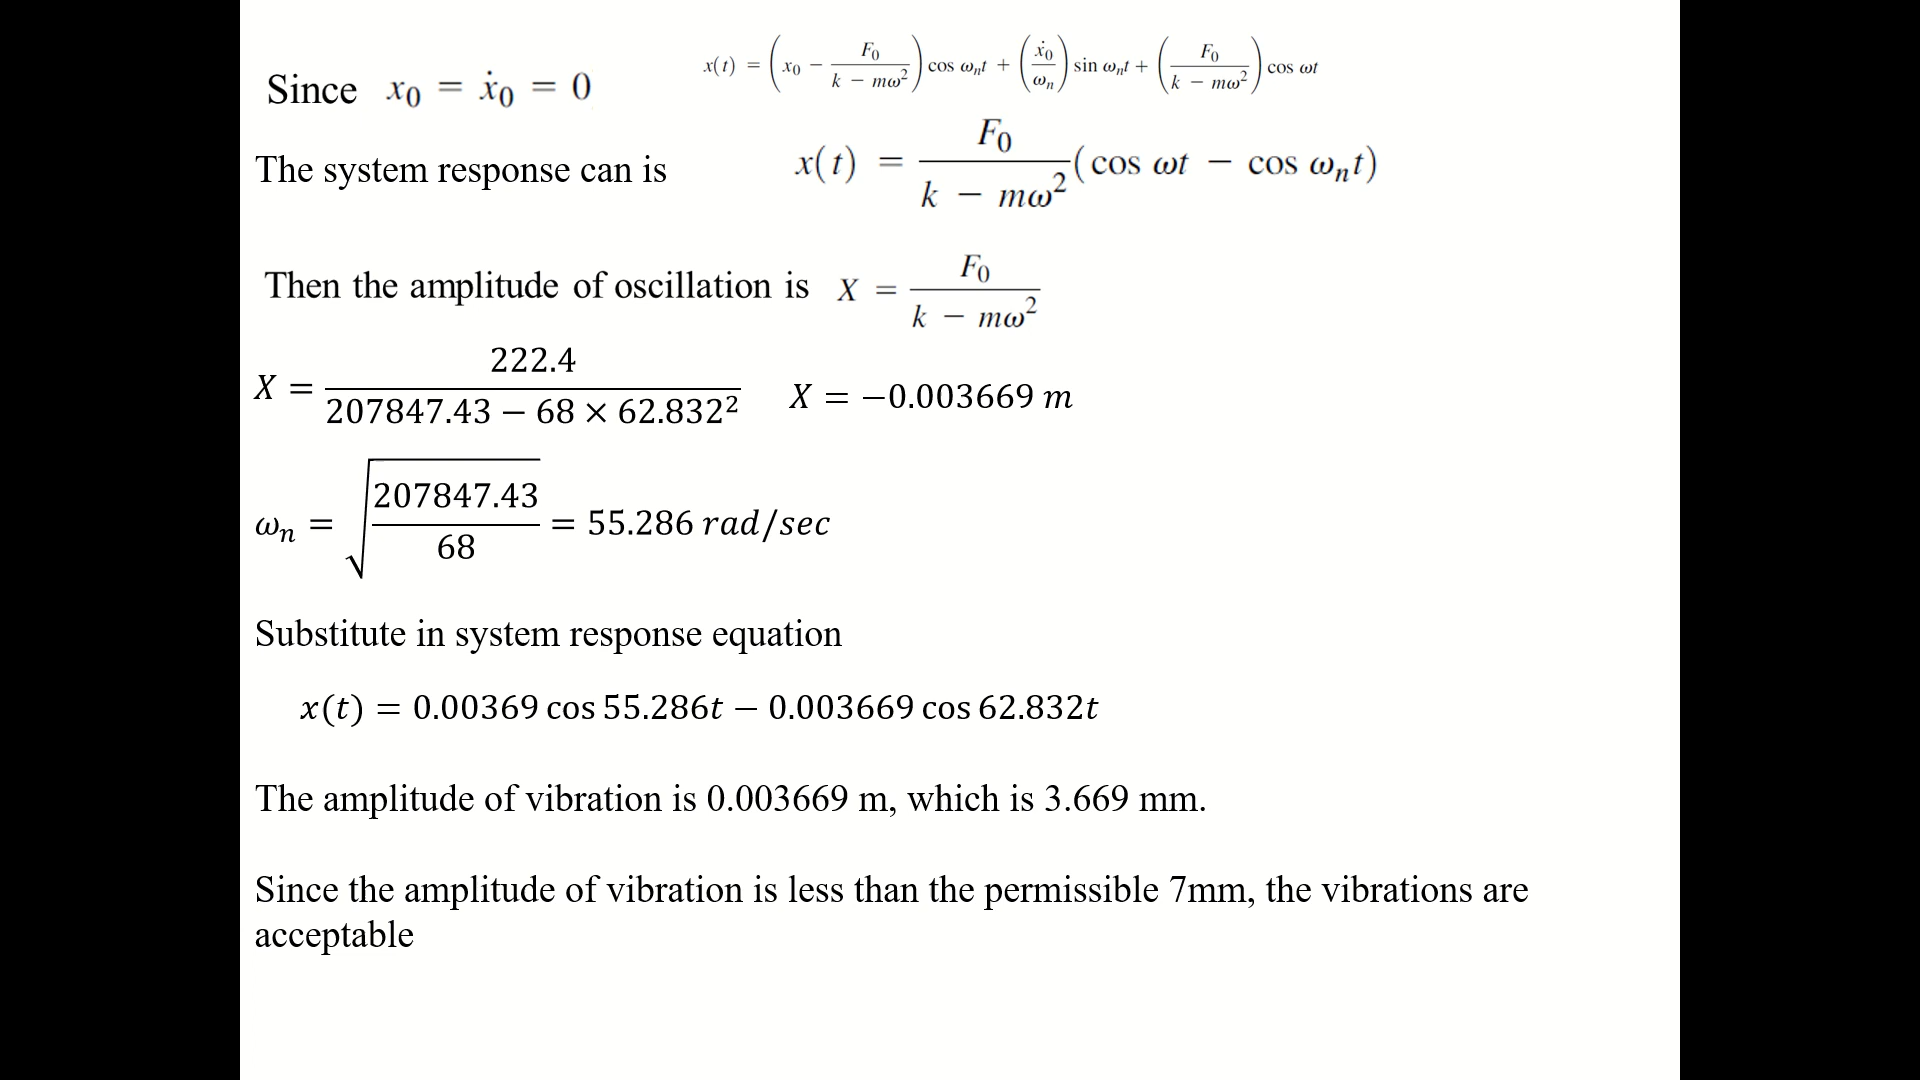 Since x₀ = ẋ₀ = 0
x(t) = (x₀ − F₀/(k − mω²)) cos ωₙt + (ẋ₀/ωₙ) sin ωₙt + (F₀/(k − mω²)) cos ωt
The system response can is x(t) = F₀/(k − mω²) (cos ωt − cos ωₙt)
Then the amplitude of oscillation is X = F₀/(k − mω²)
X = 222.4/(207847.43 − 68 × 62.832²) X = −0.003669 m
ωₙ = √(207847.43/68) = 55.286 rad/sec
Substitute in system response equation
x(t) = 0.00369 cos 55.286t − 0.003669 cos 62.832t
The amplitude of vibration is 0.003669 m, which is 3.669 mm.
Since the amplitude of vibration is less than the permissible 7mm, the vibrations are
acceptable